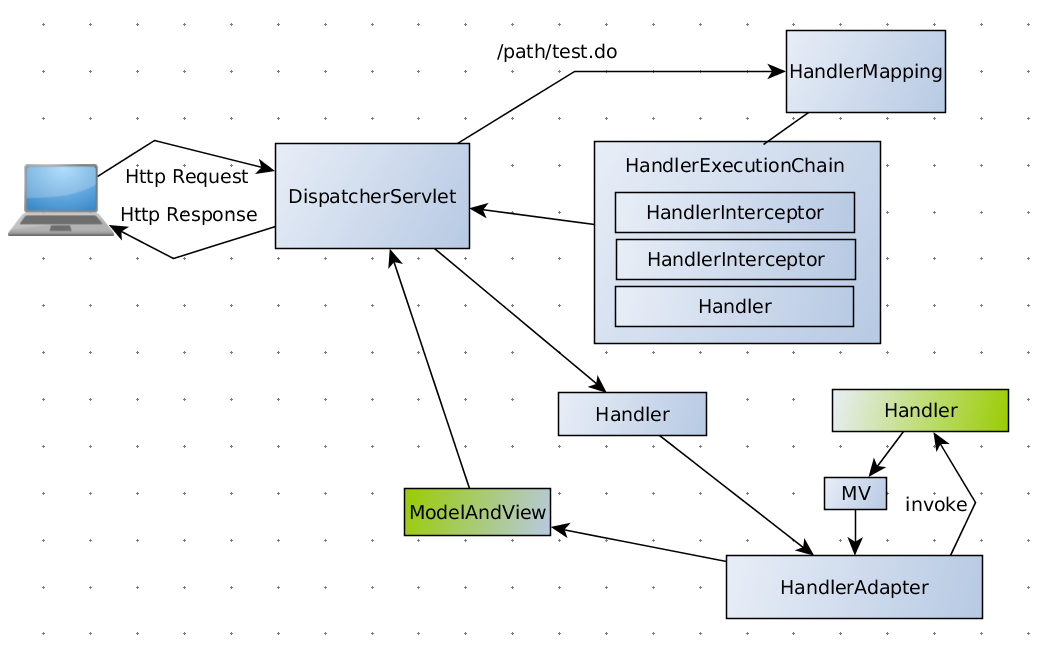 /path/test.do
HandlerMapping
Http Request
Http Response
DispatcherServlet
HandlerExecutionChain
HandlerInterceptor
HandlerInterceptor
Handler
Handler
Handler
MV
invoke
ModelAndView
HandlerAdapter